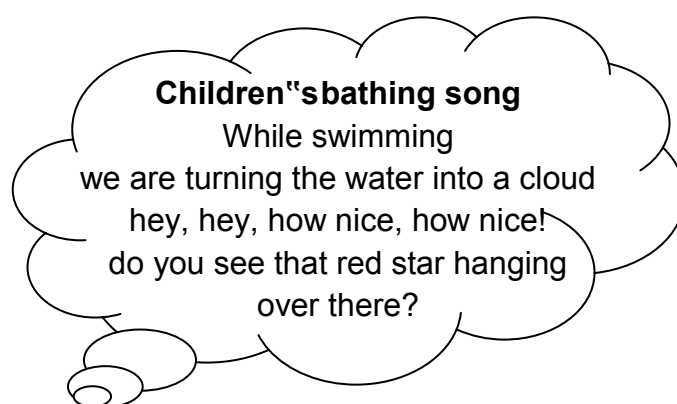 Children‟sbathing song
While swimming
we are turning the water into a cloud
hey, hey, how nice, how nice!
do you see that red star hanging
over there?